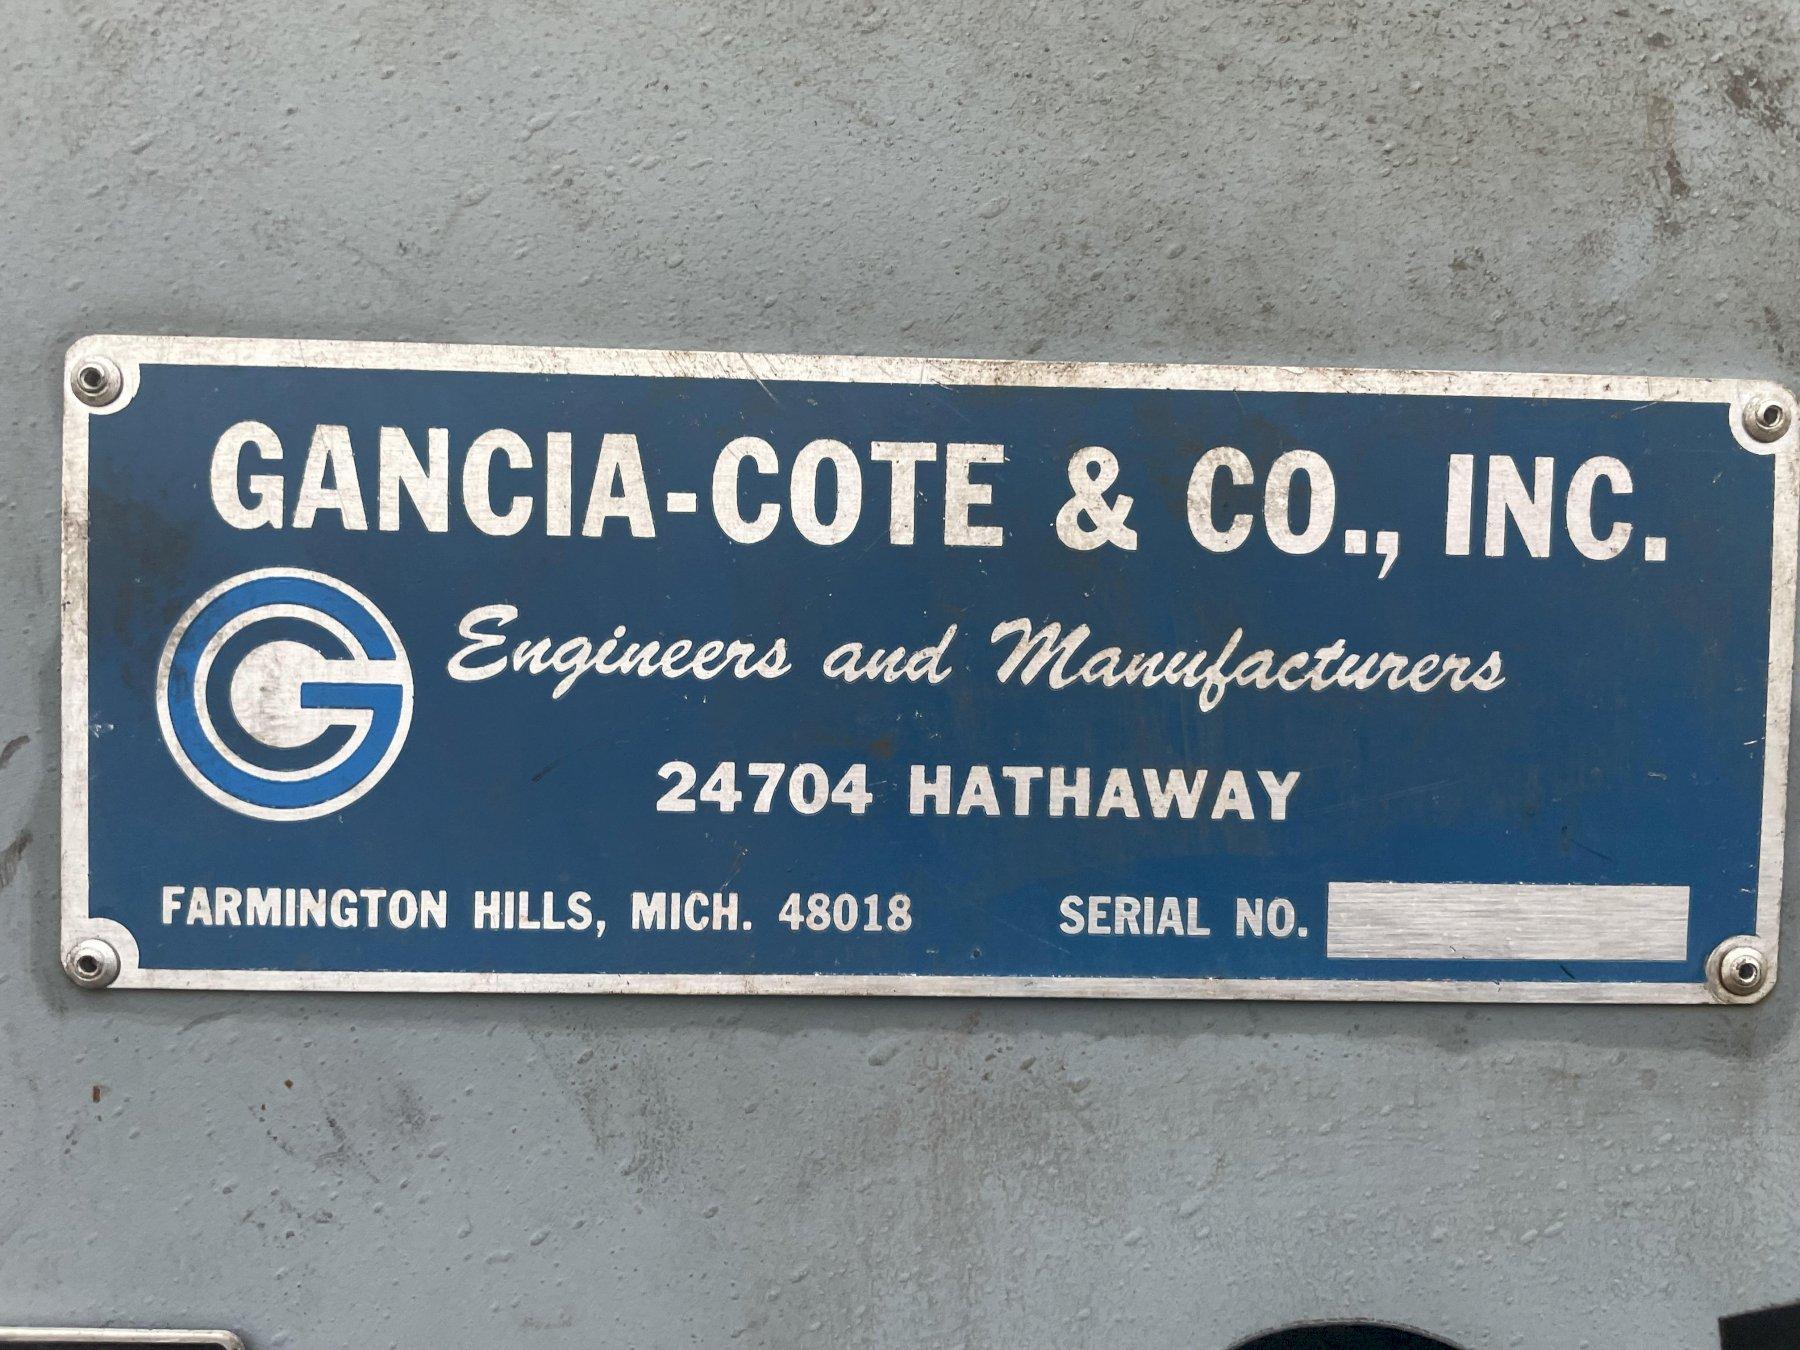 GANCIA-COTE & CO., INC.
Engineers and Manufacturers
24704 HATHAWAY
FARMINGTON HILLS, MICH. 48018 SERIAL NO.